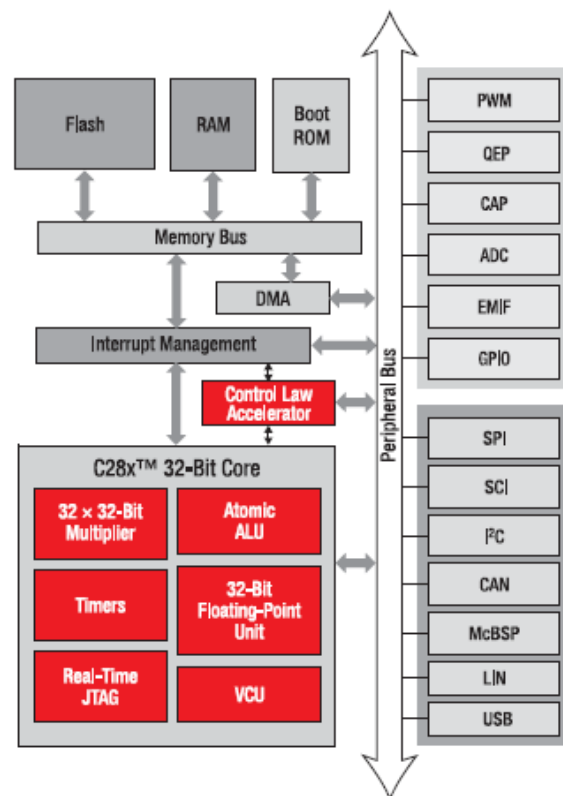 Flash
RAM
Boot
ROM
Memory Bus
DMA
Interrupt Management
Control Law
Accelerator
C28x™ 32-Bit Core
32 × 32-Bit
Multiplier
Atomic
ALU
Timers
32-Bit
Floating-Point
Unit
Real-Time
JTAG
VCU
Peripheral Bus
PWM
QEP
CAP
ADC
EMIF
GPIO
SPI
SCI
I²C
CAN
McBSP
LIN
USB